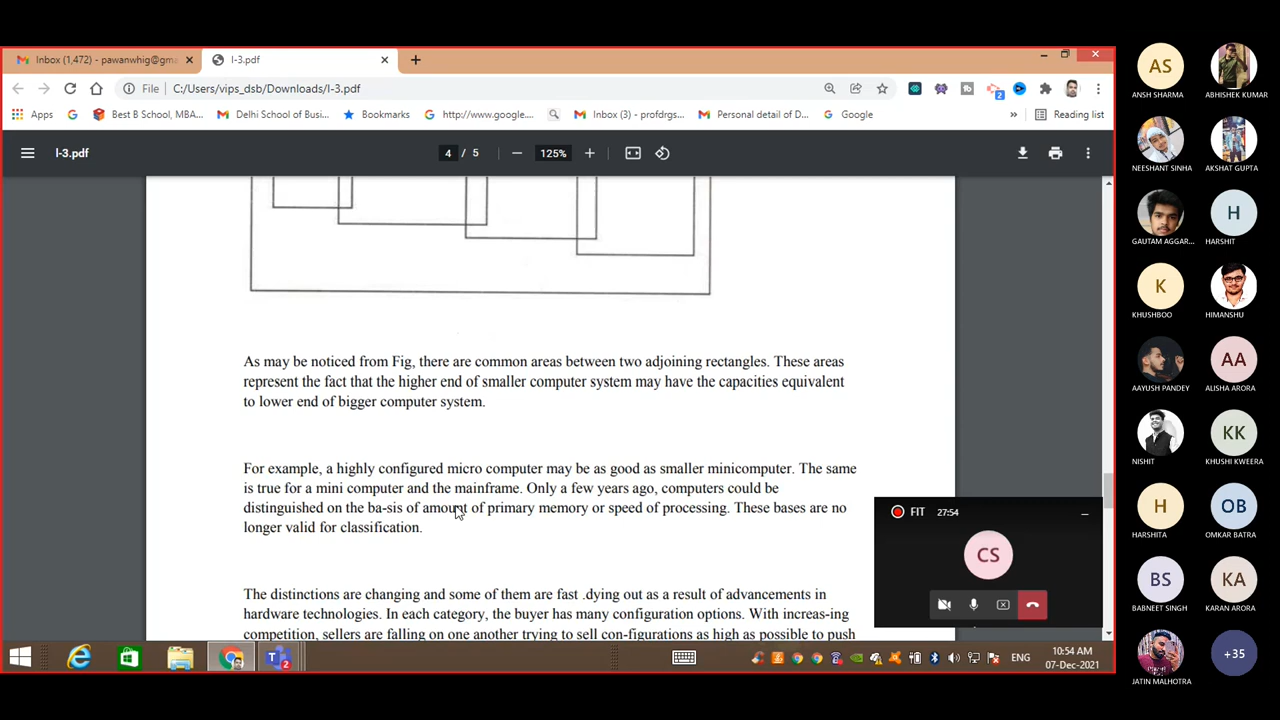 Inbox (1,472) - pawanwhig@gma
I-3.pdf
File
C:/Users/vips_dsb/Downloads/I-3.pdf
2
Apps
Best B School, MBA...
Delhi School of Busi...
Bookmarks
http://www.google....
Inbox (3) - profdrgs...
Personal detail of D...
Google
»
Reading list
I-3.pdf
4 / 5
125%
As may be noticed from Fig, there are common areas between two adjoining rectangles. These areas
represent the fact that the higher end of smaller computer system may have the capacities equivalent
to lower end of bigger computer system.
For example, a highly configured micro computer may be as good as smaller minicomputer. The same
is true for a mini computer and the mainframe. Only a few years ago, computers could be
distinguished on the ba-sis of amount of primary memory or speed of processing. These bases are no
longer valid for classification.
The distinctions are changing and some of them are fast .dying out as a result of advancements in
hardware technologies. In each category, the buyer has many configuration options. With increas-ing
competition, sellers are falling on one another trying to sell con-figurations as high as possible to push
FIT 27:54
CS
2
ENG
10:54 AM
07-Dec-2021
AS
ANSH SHARMA
ABHISHEK KUMAR
NEESHANT SINHA
AKSHAT GUPTA
GAUTAM AGGAR...
H
HARSHIT
K
KHUSHBOO
HIMANSHU
AAYUSH PANDEY
AA
ALISHA ARORA
NISHIT
KK
KHUSHI KWEERA
H
HARSHITA
OB
OMKAR BATRA
BS
BABNEET SINGH
KA
KARAN ARORA
JATIN MALHOTRA
+35